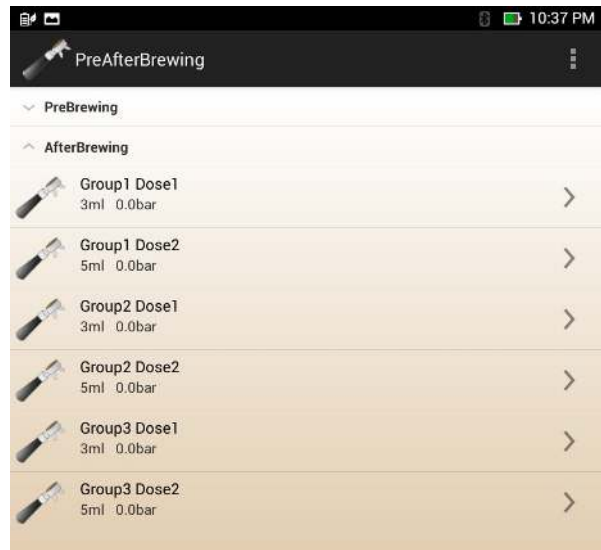 10:37 PM
PreAfterBrewing
PreBrewing
AfterBrewing
Group1 Dose1
3ml 0.0bar
Group1 Dose2
5ml 0.0bar
Group2 Dose1
3ml 0.0bar
Group2 Dose2
5ml 0.0bar
Group3 Dose1
3ml 0.0bar
Group3 Dose2
5ml 0.0bar